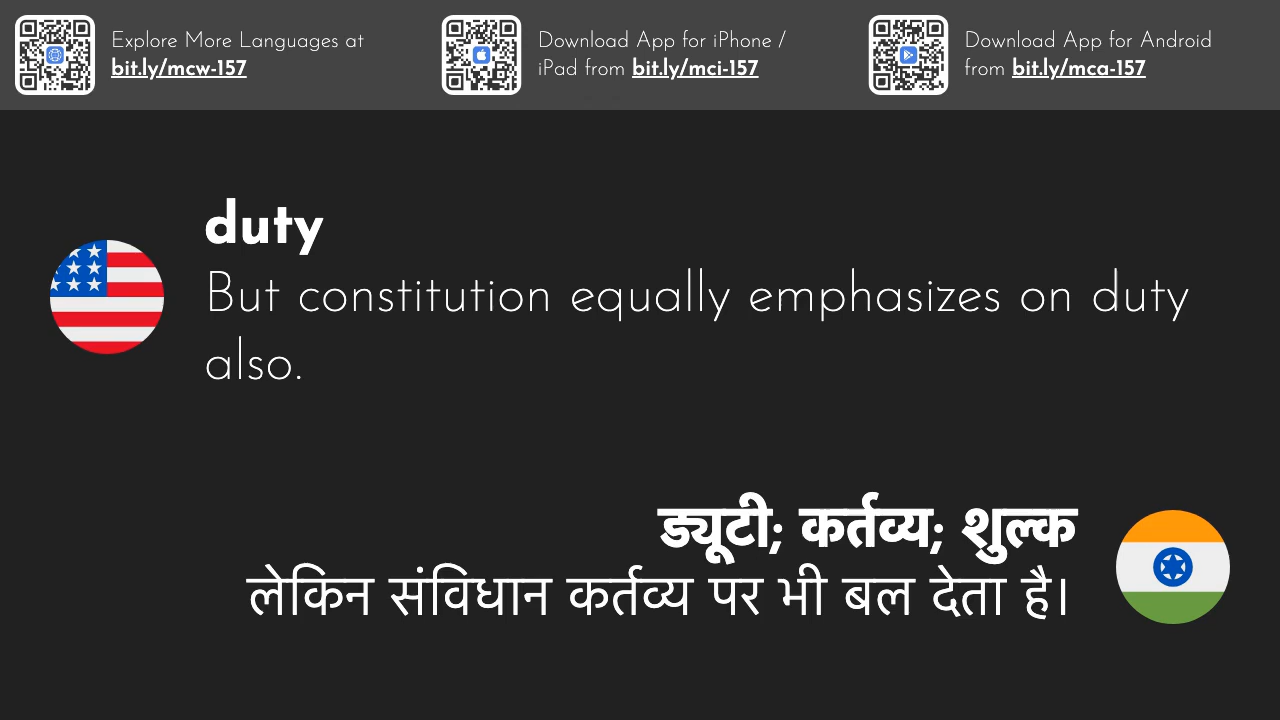 Explore More Languages at
bit.ly/mcw-157
Download App for iPhone /
iPad from bit.ly/mci-157
Download App for Android
from bit.ly/mca-157
duty
But constitution equally emphasizes on duty
also.
ड्यूटी; कर्तव्य; शुल्क
लेकिन संविधान कर्तव्य पर भी बल देता है।